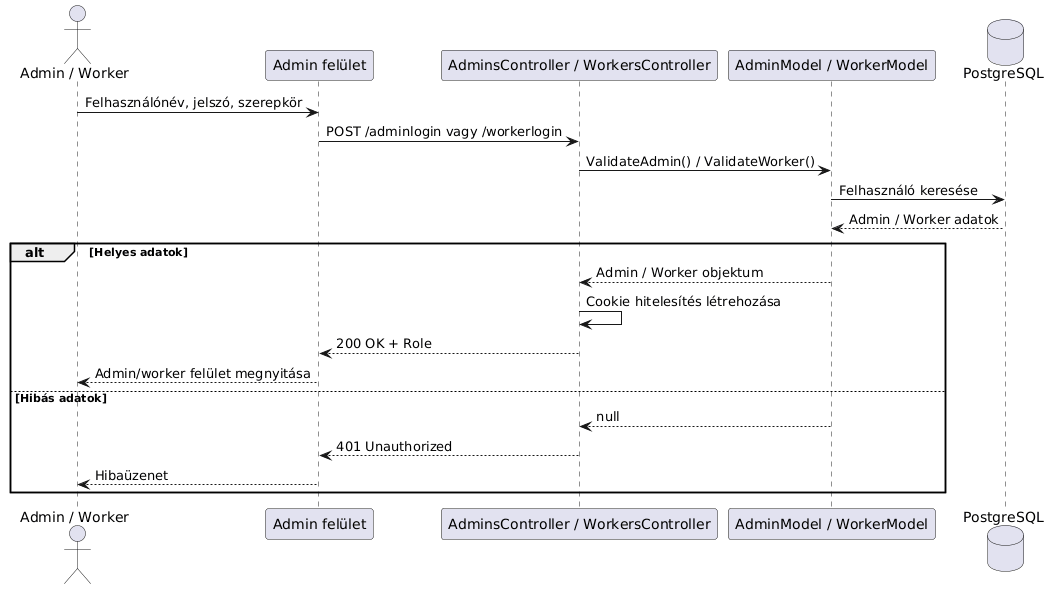 Admin / Worker
Admin felület
AdminsController / WorkersController
AdminModel / WorkerModel
PostgreSQL
Felhasználónév, jelszó, szerepkör
POST /adminlogin vagy /workerlogin
ValidateAdmin() / ValidateWorker()
Felhasználó keresése
Admin / Worker adatok
alt
[Helyes adatok]
Admin / Worker objektum
Cookie hitelesítés létrehozása
200 OK + Role
Admin/worker felület megnyitása
[Hibás adatok]
null
401 Unauthorized
Hibaüzenet
Admin / Worker
Admin felület
AdminsController / WorkersController
AdminModel / WorkerModel
PostgreSQL